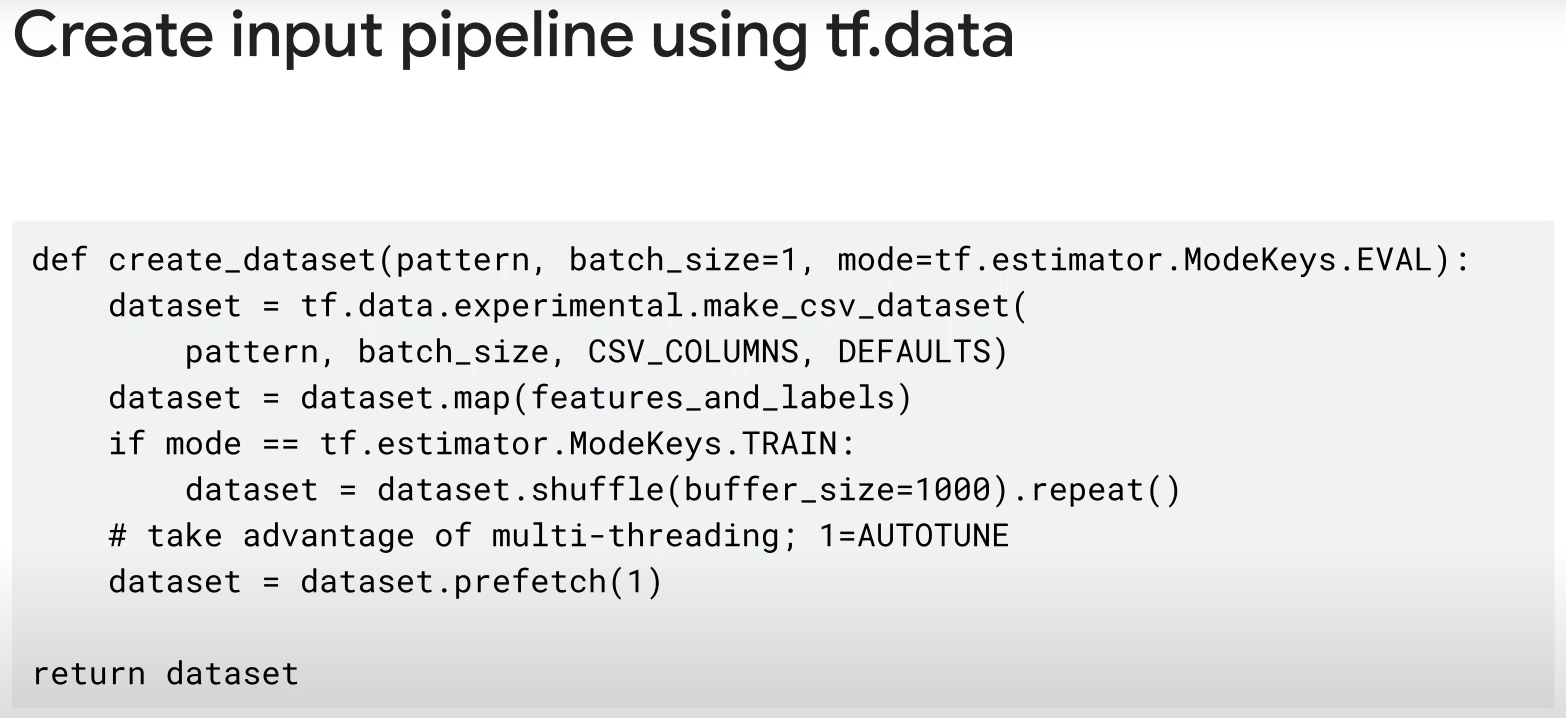 Create input pipeline using tf.data
def create_dataset(pattern, batch_size=1, mode=tf.estimator.ModeKeys.EVAL):
    dataset = tf.data.experimental.make_csv_dataset(
        pattern, batch_size, CSV_COLUMNS, DEFAULTS)
    dataset = dataset.map(features_and_labels)
    if mode == tf.estimator.ModeKeys.TRAIN:
        dataset = dataset.shuffle(buffer_size=1000).repeat()
    # take advantage of multi-threading; 1=AUTOTUNE
    dataset = dataset.prefetch(1)
return dataset